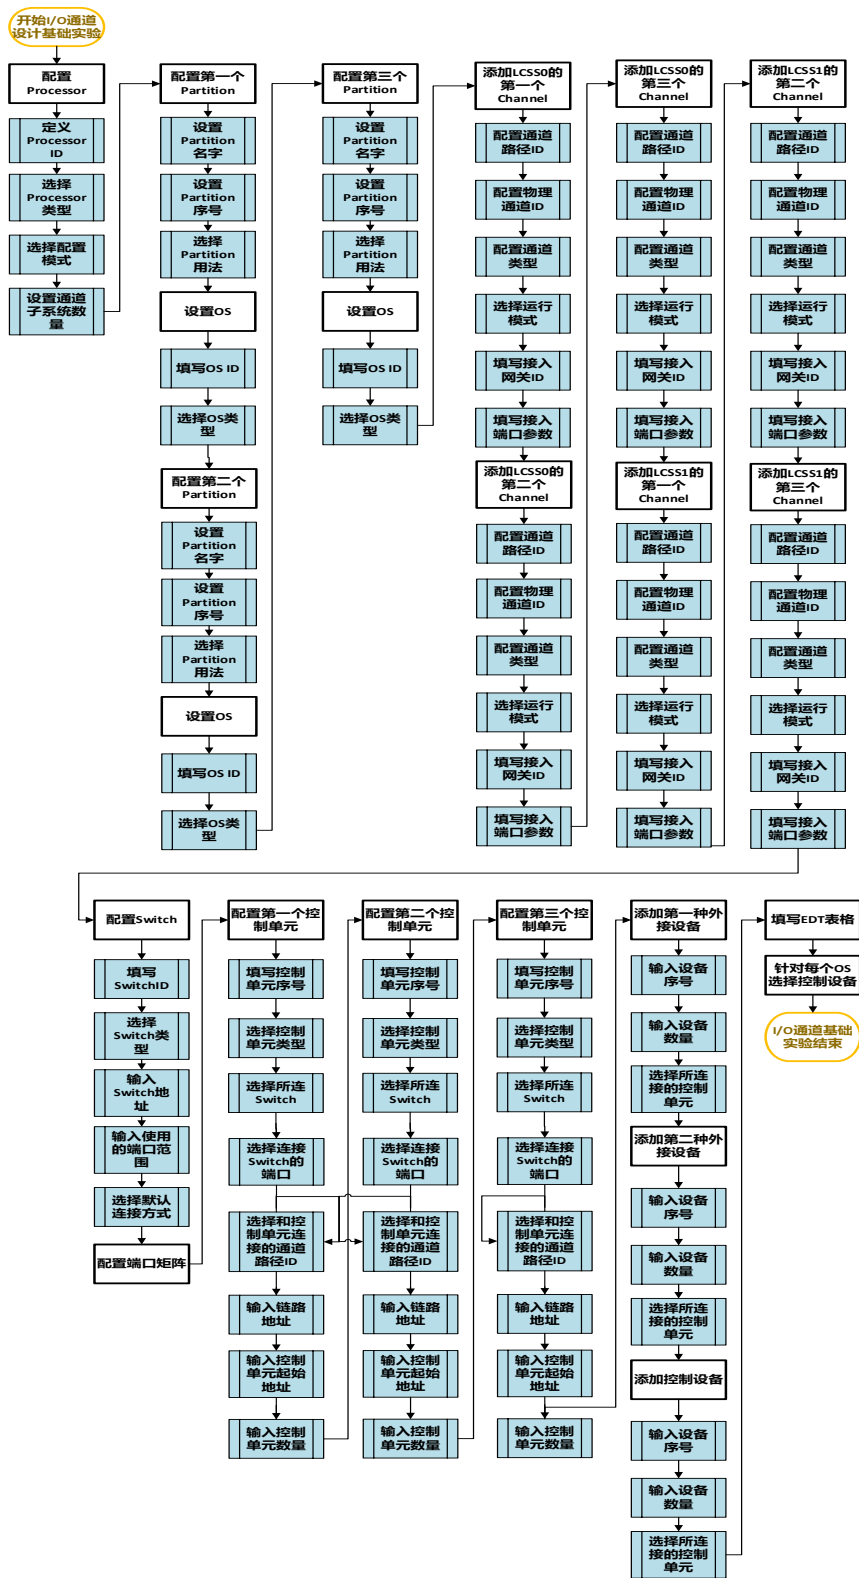 开始I/O通道
设计基础实验
配置
Processor
定义
Processor
ID
选择
Processor
类型
选择配置
模式
设置通道
子系统数
量
配置第一个
Partition
设置
Partition
名字
设置
Partition
序号
选择
Partition
用法
设置OS
填写OS ID
选择OS类
型
配置第二个
Partition
设置
Partition
名字
设置
Partition
序号
选择
Partition
用法
设置OS
填写OS ID
选择OS类
型
配置第三个
Partition
设置
Partition
名字
设置
Partition
序号
选择
Partition
用法
设置OS
填写OS ID
选择OS类
型
添加LCSS0的
第一个
Channel
配置通道
路径ID
配置物理
通道ID
配置通道
类型
选择运行
模式
填写接入
网关ID
填写接入
端口参数
添加LCSS0的
第二个
Channel
配置通道
路径ID
配置物理
通道ID
配置通道
类型
选择运行
模式
填写接入
网关ID
填写接入
端口参数
添加LCSS0的
第三个
Channel
配置通道
路径ID
配置物理
通道ID
配置通道
类型
选择运行
模式
填写接入
网关ID
填写接入
端口参数
添加LCSS1的
第一个
Channel
配置通道
路径ID
配置物理
通道ID
配置通道
类型
选择运行
模式
填写接入
网关ID
填写接入
端口参数
添加LCSS1的
第二个
Channel
配置通道
路径ID
配置物理
通道ID
配置通道
类型
选择运行
模式
填写接入
网关ID
填写接入
端口参数
添加LCSS1的
第三个
Channel
配置通道
路径ID
配置物理
通道ID
配置通道
类型
选择运行
模式
填写接入
网关ID
填写接入
端口参数
配置Switch
填写
SwitchID
选择
Switch类
型
输入
Switch地
址
输入使用
的端口范
围
选择默认
连接方式
配置端口矩阵
配置第一个控
制单元
填写控制
单元序号
选择控制
单元类型
选择所连
Switch
选择连接
Switch的
端口
选择和控
制单元连
接的通道
路径ID
输入链路
地址
输入控制
单元起始
地址
输入控制
单元数量
配置第二个控
制单元
填写控制
单元序号
选择控制
单元类型
选择所连
Switch
选择连接
Switch的
端口
选择和控
制单元连
接的通道
路径ID
输入链路
地址
输入控制
单元起始
地址
输入控制
单元数量
配置第三个控
制单元
填写控制
单元序号
选择控制
单元类型
选择所连
Switch
选择连接
Switch的
端口
选择和控
制单元连
接的通道
路径ID
输入链路
地址
输入控制
单元起始
地址
输入控制
单元数量
添加第一种外
接设备
输入设备
序号
输入设备
数量
选择所连
接的控制
单元
添加第二种外
接设备
输入设备
序号
输入设备
数量
选择所连
接的控制
单元
添加控制设备
输入设备
序号
输入设备
数量
选择所连
接的控制
单元
填写EDT表格
针对每个OS
选择控制设备
I/O通道基础
实验结束